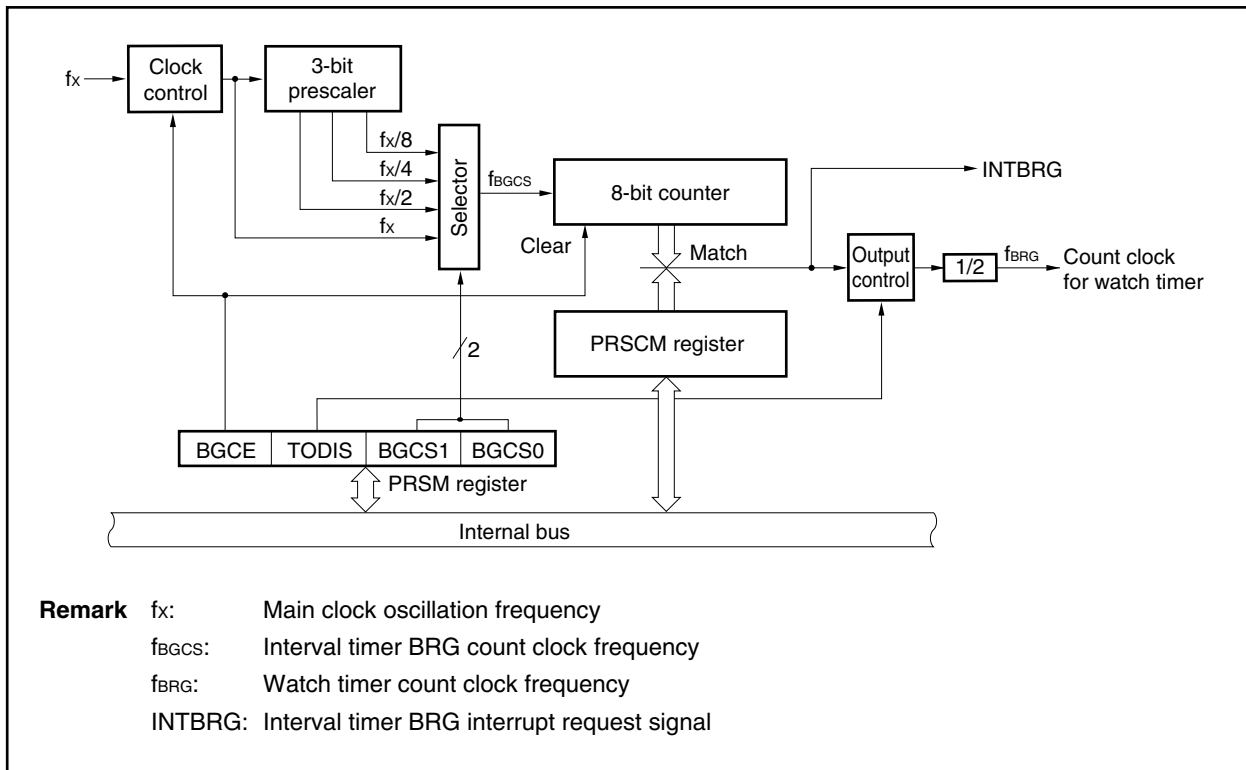 fX
Clock
control
3-bit
prescaler
fX/8
fX/4
fX/2
fX
Selector
fBGCS
8-bit counter
Clear
Match
INTBRG
Output
control
1/2
fBRG
Count clock
for watch timer
PRSCM register
2
BGCE TODIS BGCS1 BGCS0
PRSM register
Internal bus
Remark fX: Main clock oscillation frequency
fBGCS: Interval timer BRG count clock frequency
fBRG: Watch timer count clock frequency
INTBRG: Interval timer BRG interrupt request signal